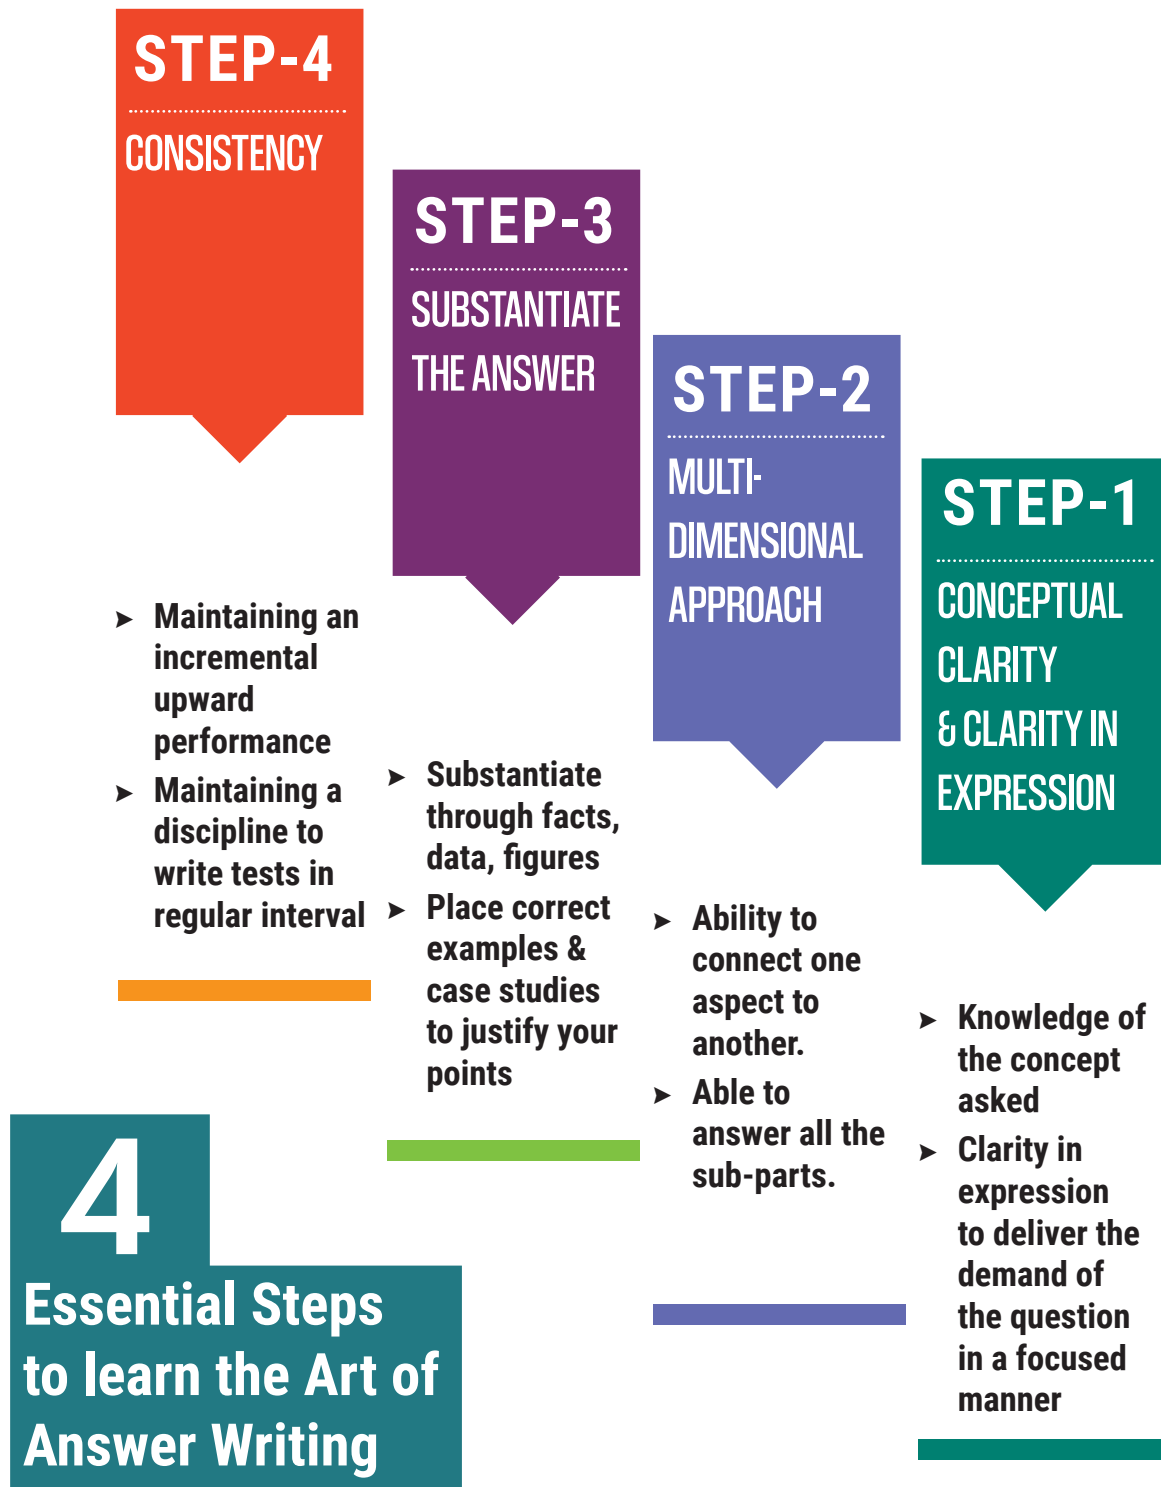 STEP-4
CONSISTENCY
➤ Maintaining an
incremental
upward
performance
➤ Maintaining a
discipline to
write tests in
regular interval
STEP-3
SUBSTANTIATE
THE ANSWER
➤ Substantiate
through facts,
data, figures
➤ Place correct
examples &
case studies
to justify your
points
STEP-2
MULTI-
DIMENSIONAL
APPROACH
➤ Ability to
connect one
aspect to
another.
➤ Able to
answer all the
sub-parts.
STEP-1
CONCEPTUAL
CLARITY
& CLARITY IN
EXPRESSION
➤ Knowledge of
the concept
asked
➤ Clarity in
expression
to deliver the
demand of
the question
in a focused
manner
4
Essential Steps
to learn the Art of
Answer Writing